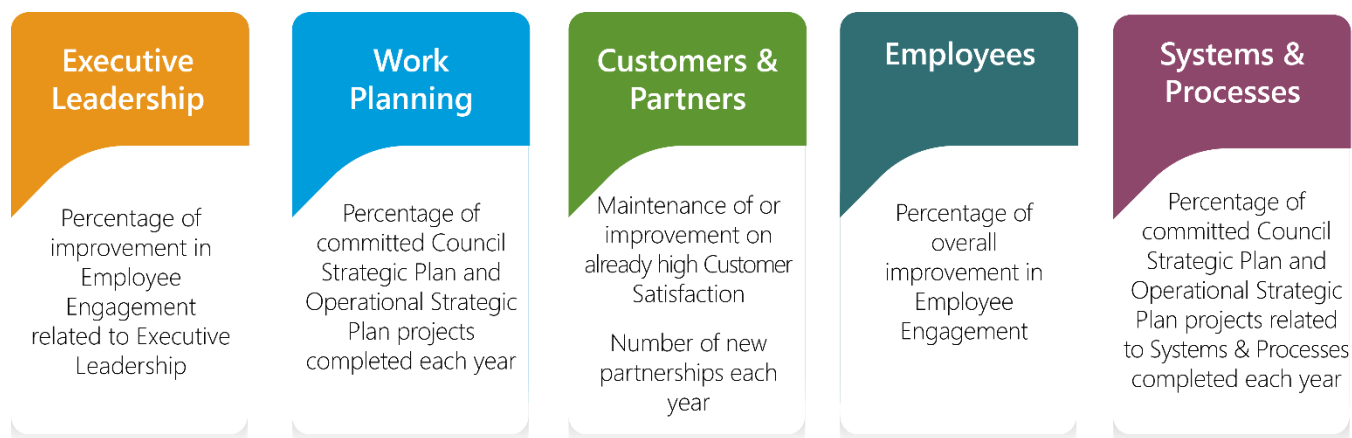 Executive
Leadership
Percentage of
improvement in
Employee
Engagement
related to Executive
Leadership
Work
Planning
Percentage of
committed Council
Strategic Plan and
Operational Strategic
Plan projects
completed each year
Customers &
Partners
Maintenance of or
improvement on
already high Customer
Satisfaction
Number of new
partnerships each
year
Employees
Percentage of
overall
improvement in
Employee
Engagement
Systems &
Processes
Percentage of
committed Council
Strategic Plan and
Operational Strategic
Plan projects related
to Systems & Processes
completed each year